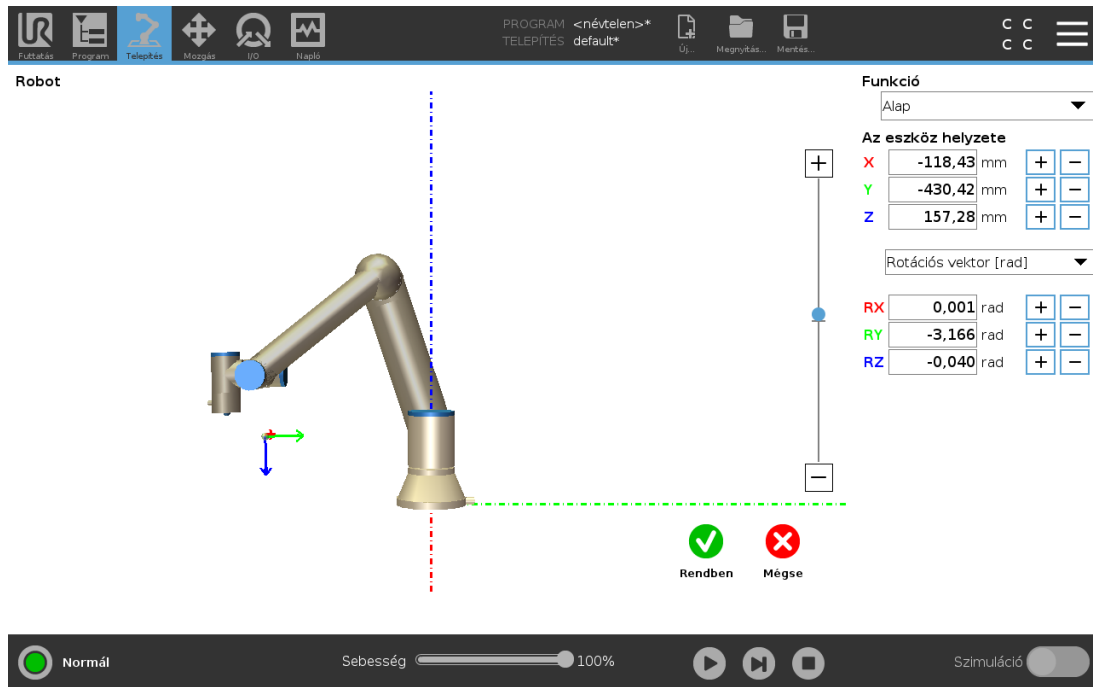 UR
Futtatás Program Telepítés Mozgás I/O Napló
PROGRAM <névtelen>*
TELEPÍTÉS default*
Új... Megnyitás... Mentés...
C C
C C
Robot
Funkció
Alap
Az eszköz helyzete
X -118,43 mm + −
Y -430,42 mm + −
Z 157,28 mm + −
Rotációs vektor [rad]
RX 0,001 rad + −
RY -3,166 rad + −
RZ -0,040 rad + −
+
−
Rendben Mégse
Normál
Sebesség 100%
Szimuláció